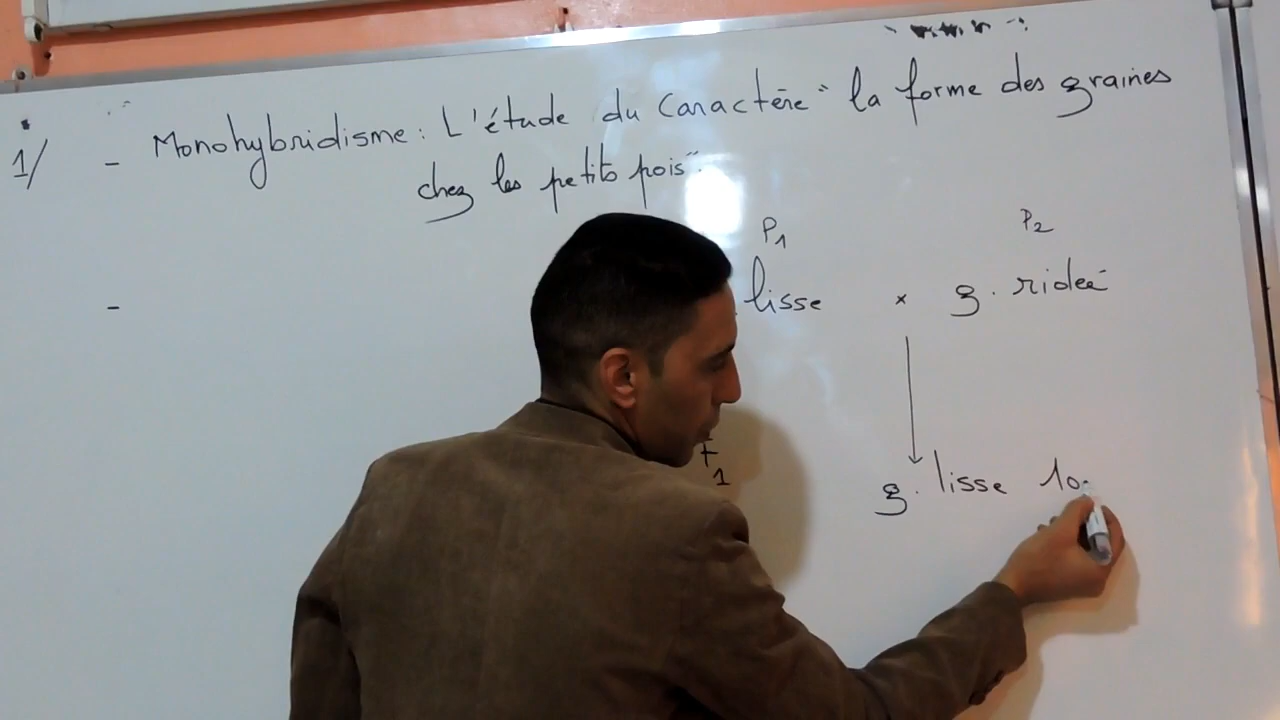 1/ - Monohybridisme : L'étude du Caractère "la forme des graines
chez les petits pois".
P1 P2
- lisse × g. ridée
F1 g. lisse 10